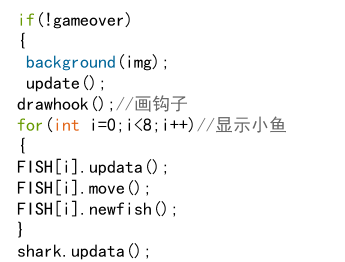 if(!gameover)
{
background(img);
update();
drawhook();//画钩子
for(int i=0;i<8;i++)//显示小鱼
{
FISH[i].updata();
FISH[i].move();
FISH[i].newfish();
}
shark.updata();